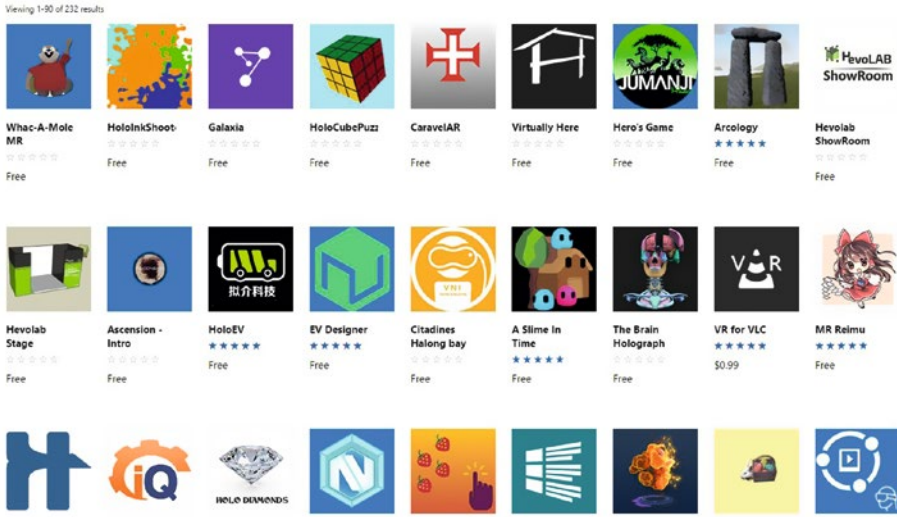 Viewing 1-90 of 232 results
HevoLAB
ShowRoom
JUMANJI
Whac-A-Mole
MR
HoloInkShoot
Galaxia
HoloCubePuzz
CaravelAR
Virtually Here
Hero's Game
Arcology
Hevolab
ShowRoom
Free
Free
Free
Free
Free
Free
Free
Free
Free
拟介科技
VNI
V R
Hevolab
Stage
Ascension -
Intro
HoloEV
EV Designer
Citadines
Halong bay
A Slime In
Time
The Brain
Holograph
VR for VLC
MR Reimu
Free
Free
Free
Free
Free
Free
Free
$0.99
Free
iQ
HOLO DIAMONDS
N